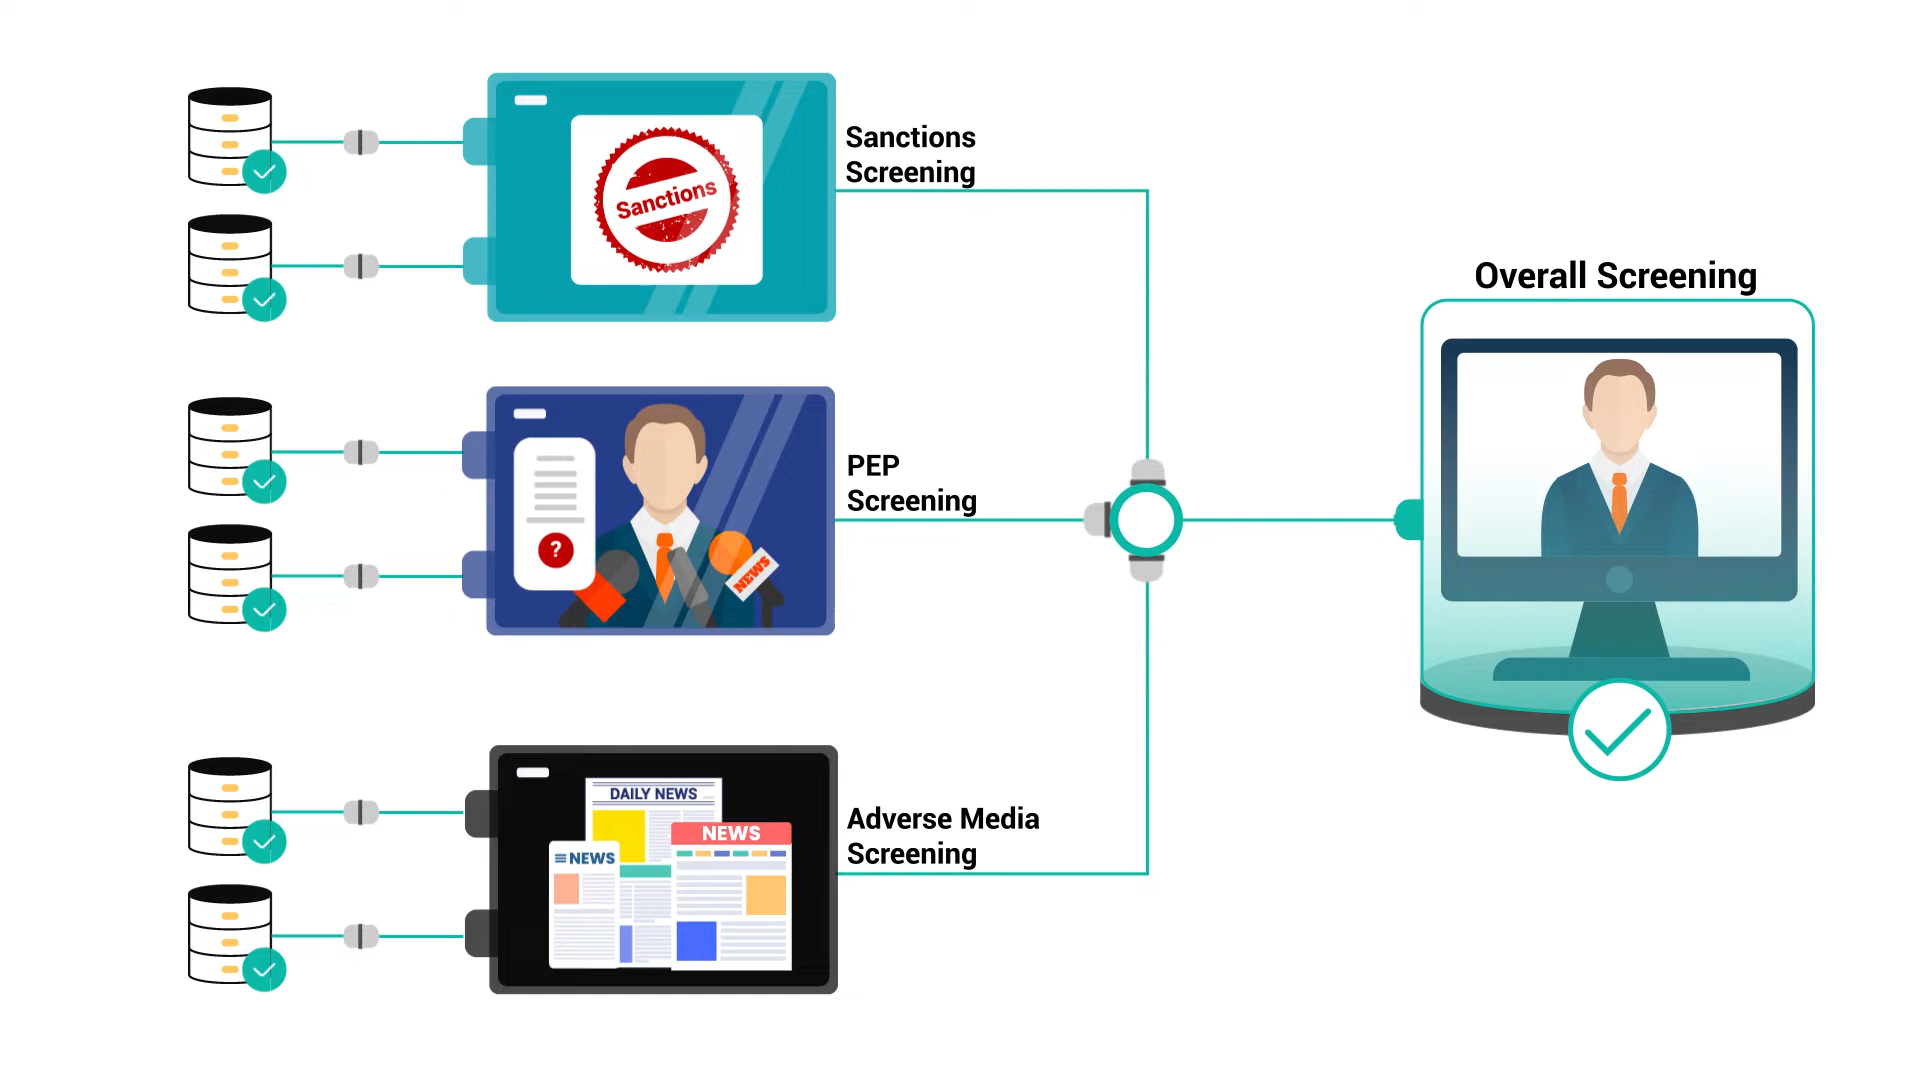 Sanctions
Sanctions
Screening
Overall Screening
?
NEWS
PEP
Screening
DAILY NEWS
NEWS
NEWS
Adverse Media
Screening